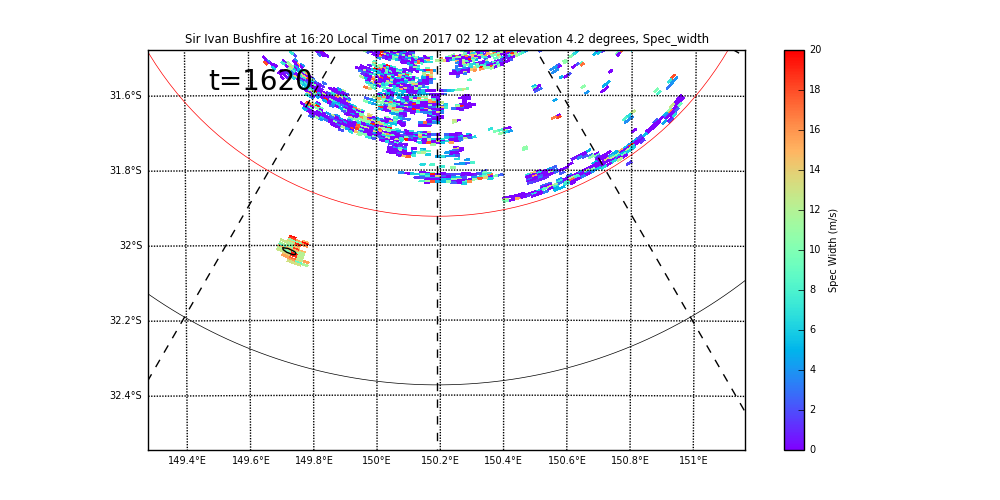 Sir Ivan Bushfire at 16:20 Local Time on 2017 02 12 at elevation 4.2 degrees, Spec_width
t=1620
31.6°S
31.8°S
32°S
32.2°S
32.4°S
149.4°E 149.6°E 149.8°E 150°E 150.2°E 150.4°E 150.6°E 150.8°E 151°E
20
18
16
14
12
10
8
6
4
2
0
Spec Width (m/s)